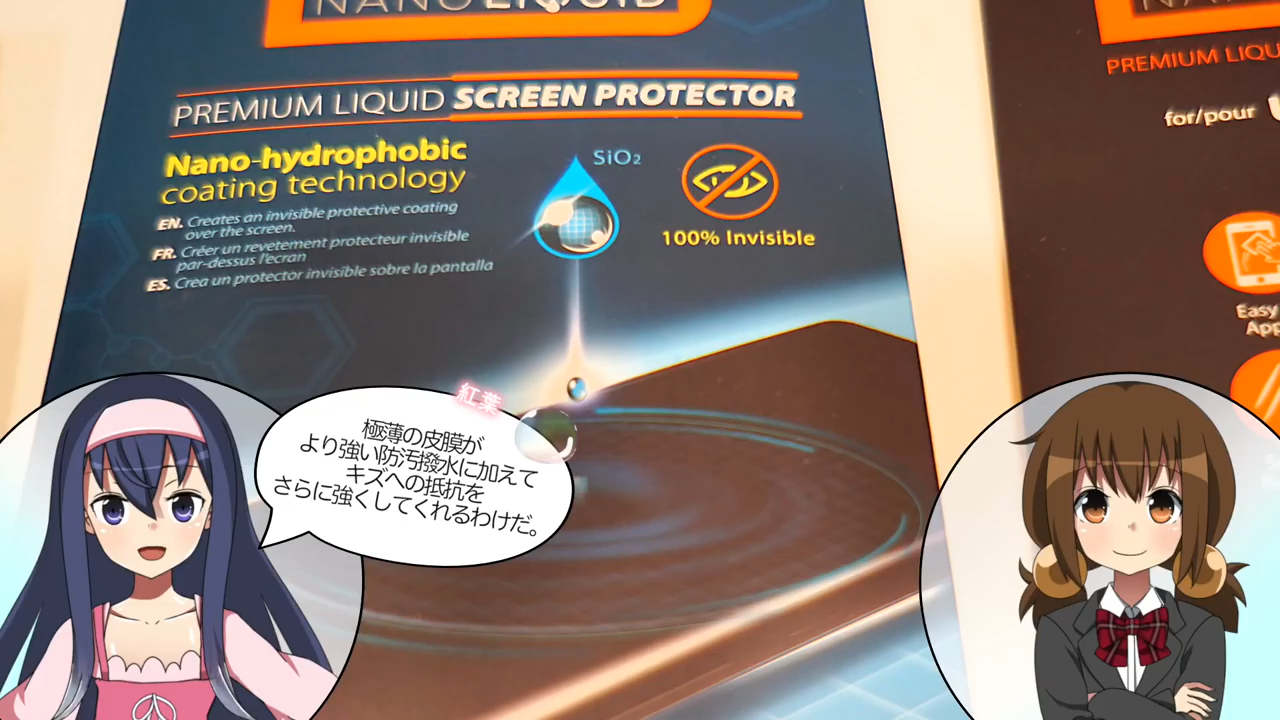 NANOLIQUID
PREMIUM LIQUID SCREEN PROTECTOR
Nano-hydrophobic
coating technology
EN. Creates an invisible protective coating
over the screen.
FR. Créer un revetement protecteur invisible
par-dessus l'ecran
ES. Crea un protector invisible sobre la pantalla
SiO₂
100% Invisible
PREMIUM LIQU
for/pour
Easy
App
紅葉
極薄の皮膜が
より強い防汚撥水に加えて
キズへの抵抗を
さらに強くしてくれるわけだ。